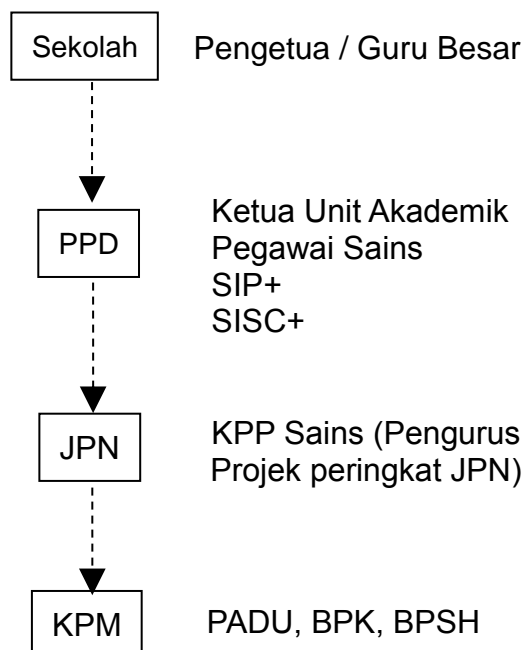 Sekolah
Pengetua / Guru Besar
PPD
Ketua Unit Akademik
Pegawai Sains
SIP+
SISC+
JPN
KPP Sains (Pengurus
Projek peringkat JPN)
KPM
PADU, BPK, BPSH